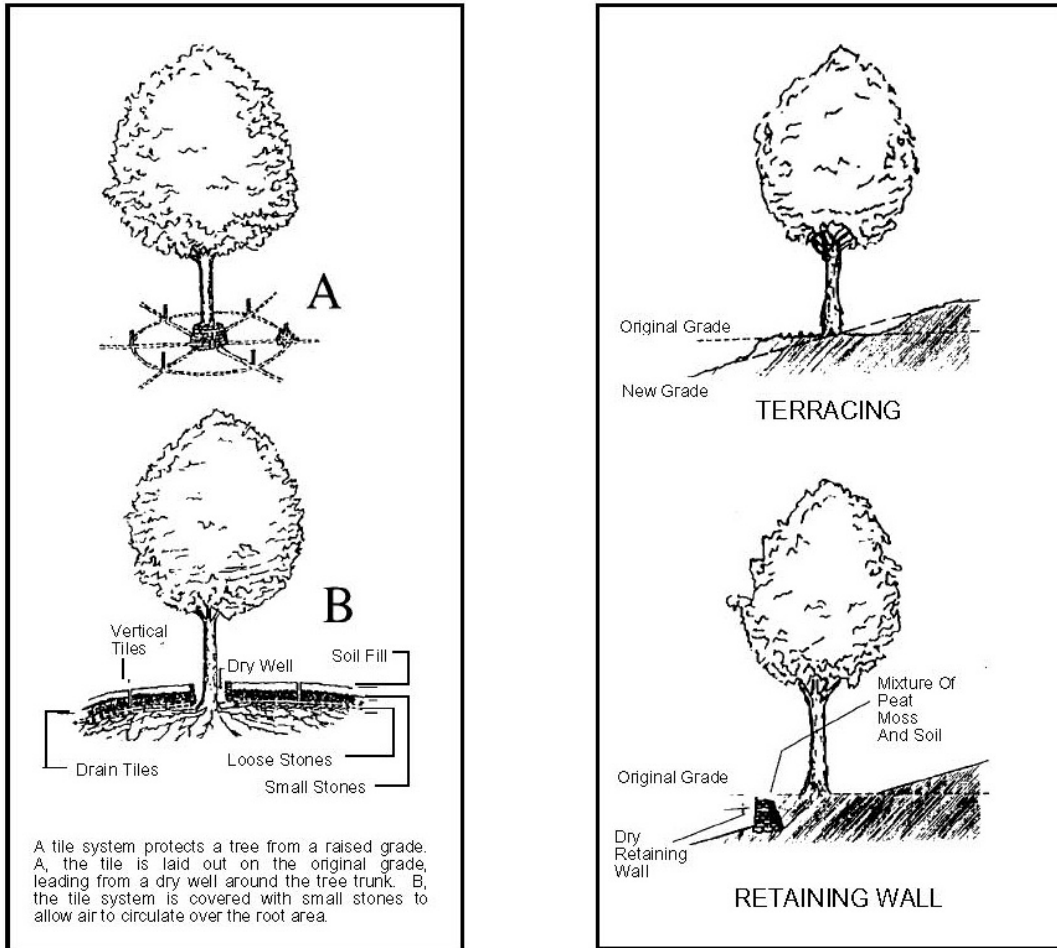 A
B
Vertical
Tiles
Dry Well
Soil Fill
Drain Tiles
Loose Stones
Small Stones
A tile system protects a tree from a raised grade.
A, the tile is laid out on the original grade,
leading from a dry well around the tree trunk. B,
the tile system is covered with small stones to
allow air to circulate over the root area.
Original Grade
New Grade
TERRACING
Mixture Of
Peat
Moss
And Soil
Original Grade
Dry
Retaining
Wall
RETAINING WALL